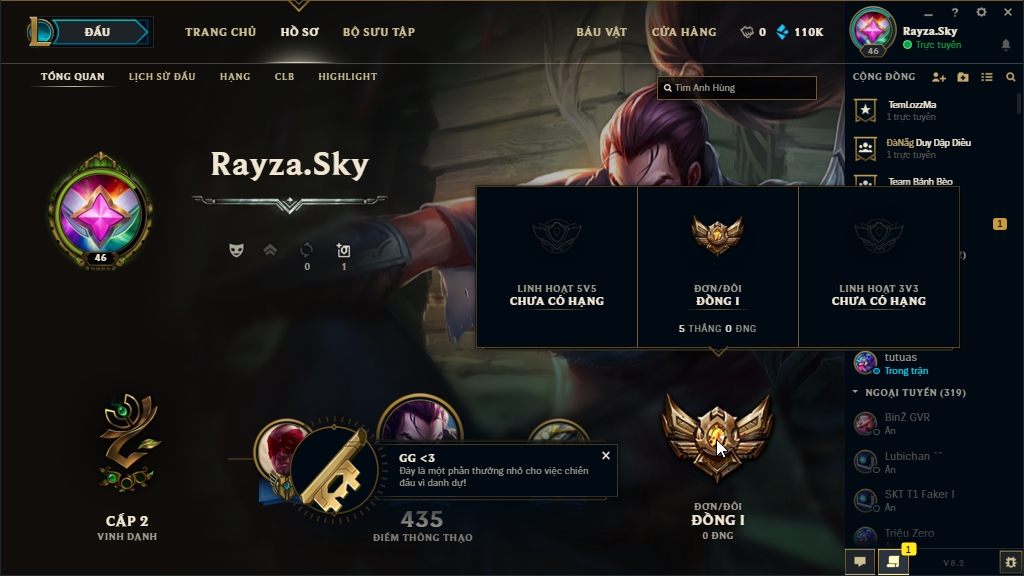 ĐẤU
TRANG CHỦ
HỒ SƠ
BỘ SƯU TẬP
BÁU VẬT
CỬA HÀNG
0
110K
?
46
Rayza.Sky
Trực tuyến
TỔNG QUAN
LỊCH SỬ ĐẤU
HẠNG
CLB
HIGHLIGHT
CỘNG ĐỒNG
Tìm Anh Hùng
TemLozzMa
1 trực tuyến
ĐàNẵg Duy Dập Diều
1 trực tuyến
Team Bánh Bèo
Rayza.Sky
46
0
1
1
LINH HOẠT 5V5
CHƯA CÓ HẠNG
ĐƠN/ĐÔI
ĐỒNG I
5 THẮNG 0 ĐNG
LINH HOẠT 3V3
CHƯA CÓ HẠNG
tutuas
Trong trận
NGOẠI TUYẾN (319)
BinZ GVR
Ẩn
Lubichan ^^
Ẩn
SKT T1 Faker I
Ẩn
Triệu Zero
GG <3
Đây là một phần thưởng nhỏ cho việc chiến
đấu vì danh dự!
CẤP 2
VINH DANH
435
ĐIỂM THÔNG THẠO
ĐƠN/ĐÔI
ĐỒNG I
0 ĐNG
1
V8.2